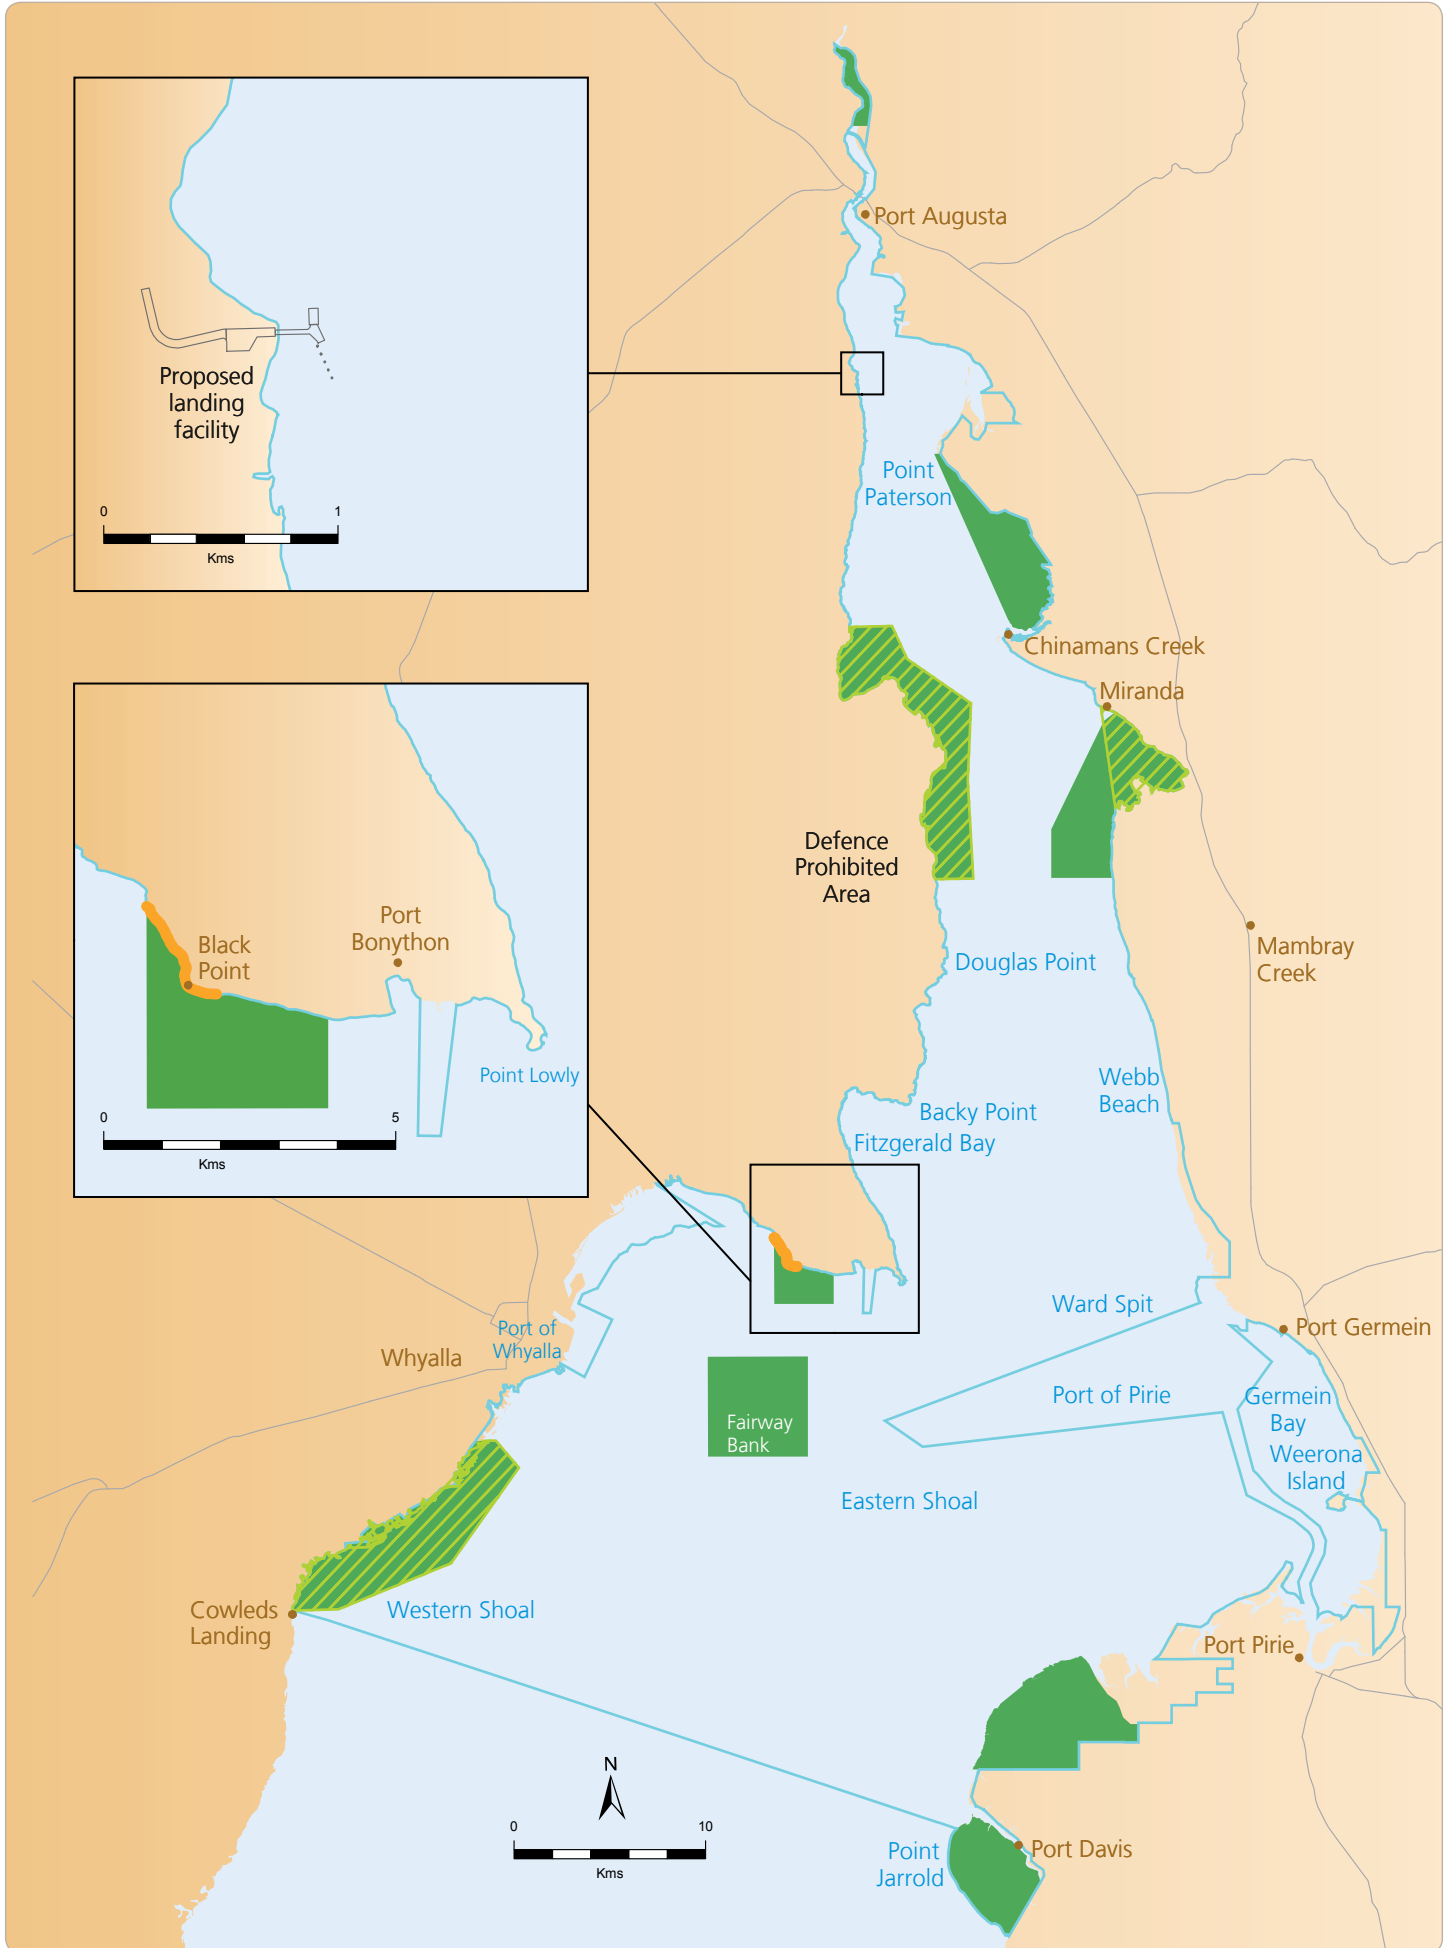 Port Augusta
Proposed
landing
facility
0 1
Kms
Point
Paterson
Chinamans Creek
Miranda
Defence
Prohibited
Area
Port
Bonython
Black
Point
Mambray
Creek
Douglas Point
Point Lowly
Webb
Beach
0 5
Kms
Backy Point
Fitzgerald Bay
Ward Spit
Port Germein
Port of
Whyalla
Whyalla
Port of Pirie
Germein
Bay
Fairway
Bank
Weerona
Island
Eastern Shoal
Cowleds
Landing
Western Shoal
Port Pirie
N
0 10
Kms
Point
Jarrold
Port Davis